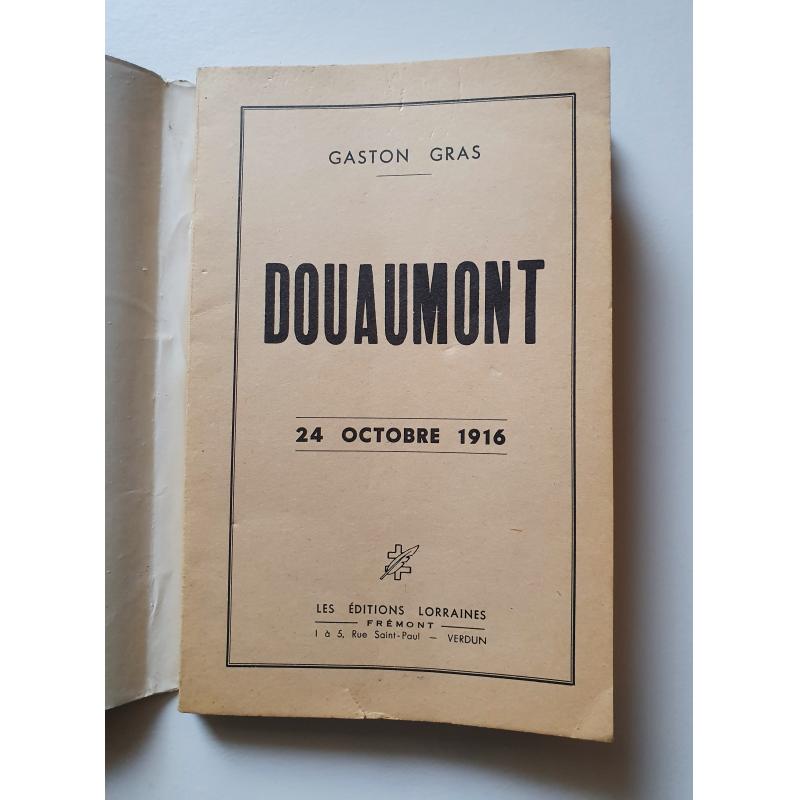 GASTON GRAS
DOUAUMONT
24 OCTOBRE 1916
LES ÉDITIONS LORRAINES
FRÉMONT
1 à 5, Rue Saint-Paul — VERDUN